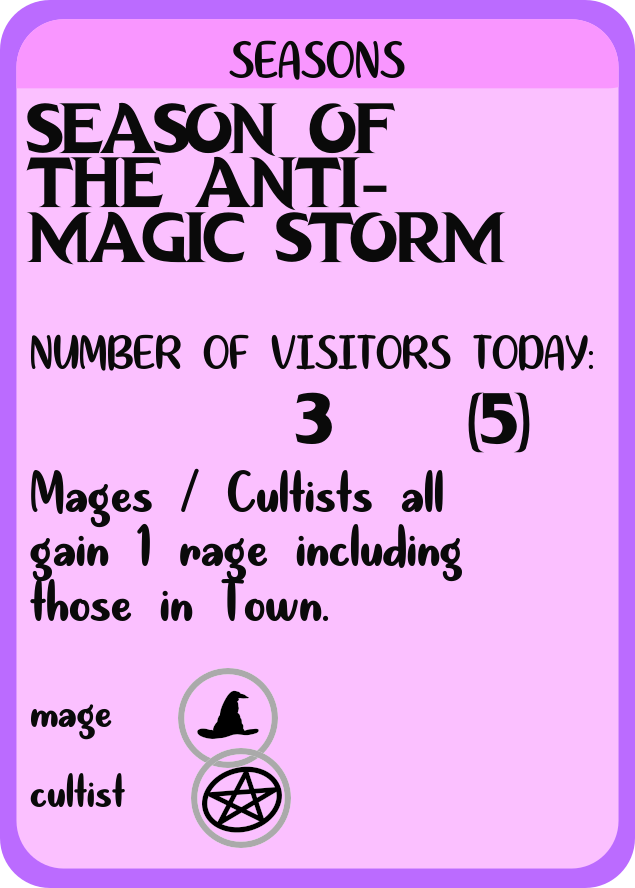 SEASONS
SEASON OF
THE ANTI-
MAGIC STORM
NUMBER OF VISITORS TODAY:
3 (5)
Mages / Cultists all
gain 1 rage including
those in Town.
mage
cultist